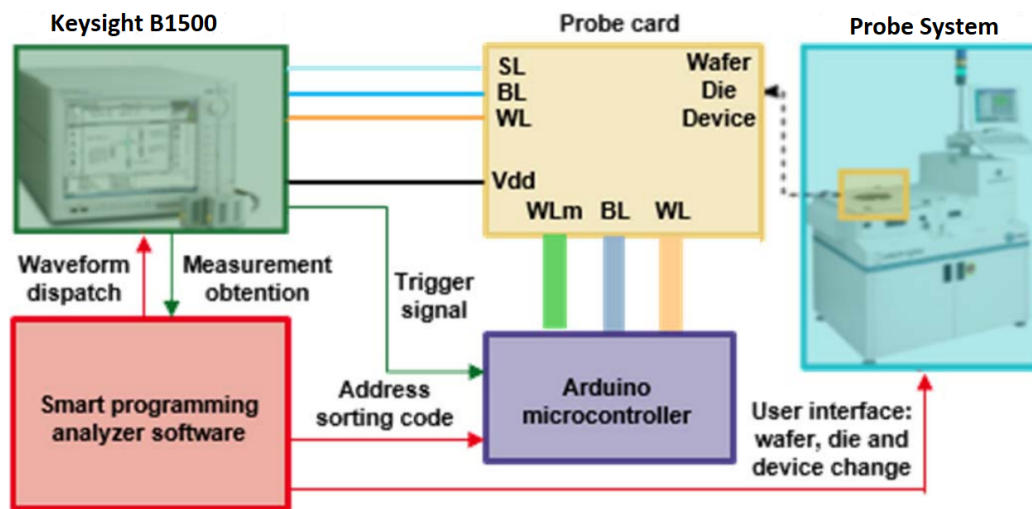 Keysight B1500
Probe card
Probe System
SL
BL
WL
Vdd
Wafer
Die
Device
WLm BL WL
Waveform
dispatch
Measurement
obtention
Trigger
signal
Smart programming
analyzer software
Address
sorting code
Arduino
microcontroller
User interface:
wafer, die and
device change